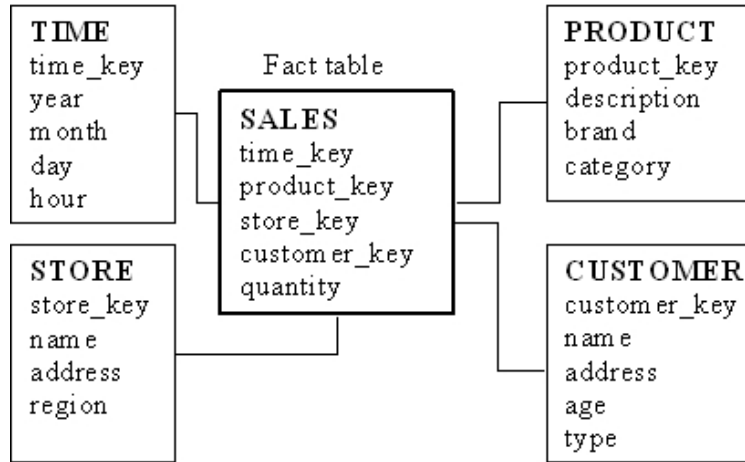 TIME
time_key
year
month
day
hour
Fact table
SALES
time_key
product_key
store_key
customer_key
quantity
PRODUCT
product_key
description
brand
category
STORE
store_key
name
address
region
CUSTOMER
customer_key
name
address
age
type